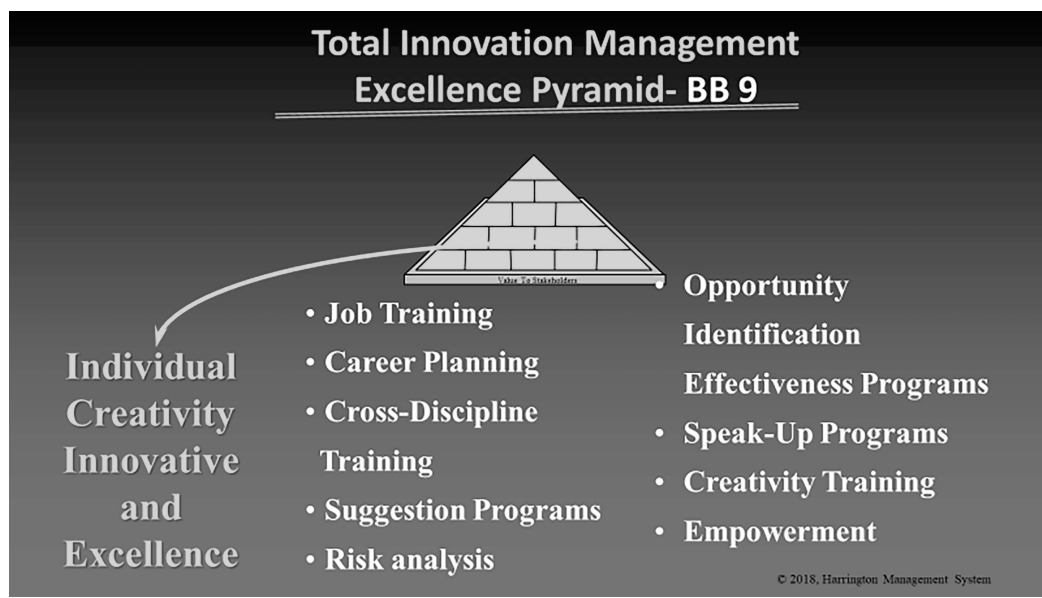 Total Innovation Management
Excellence Pyramid- BB 9
Value To Stakeholders
Individual
Creativity
Innovative
and
Excellence
• Job Training
• Career Planning
• Cross-Discipline
Training
• Suggestion Programs
• Risk analysis
• Opportunity
Identification
Effectiveness Programs
• Speak-Up Programs
• Creativity Training
• Empowerment
© 2018, Harrington Management System